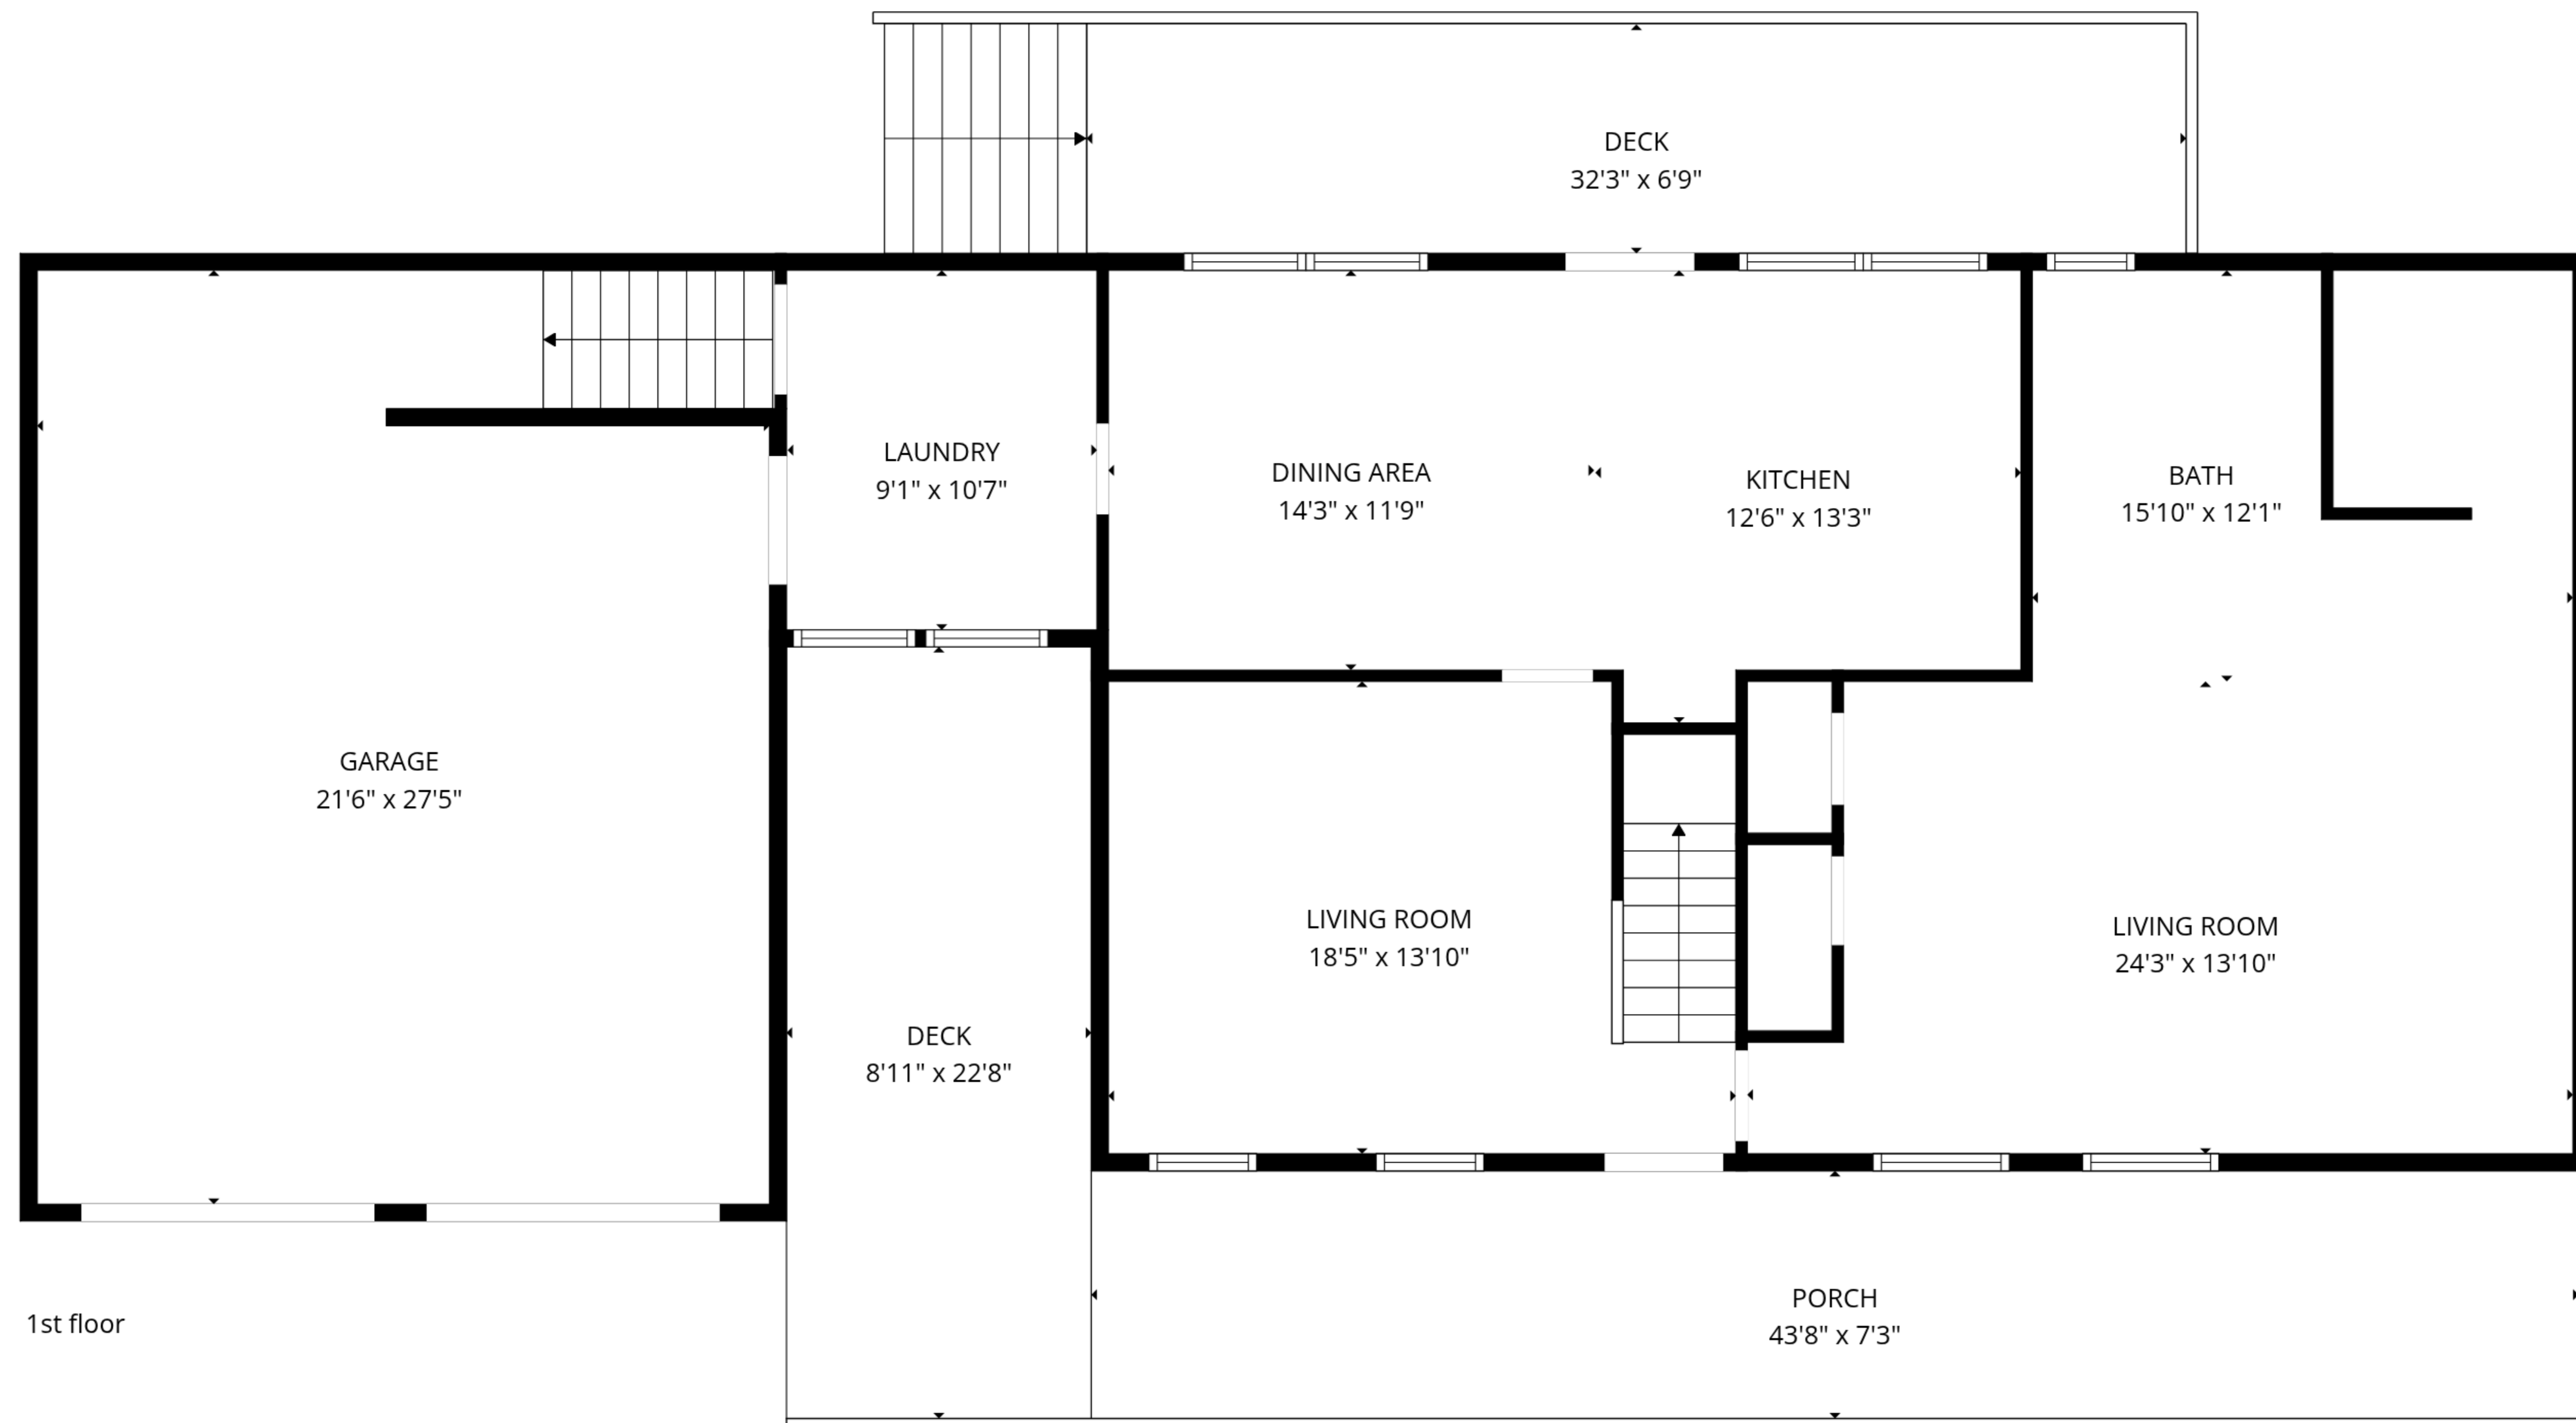 DECK
32'3" x 6'9"
LAUNDRY
9'1" x 10'7"
DINING AREA
14'3" x 11'9"
KITCHEN
12'6" x 13'3"
BATH
15'10" x 12'1"
GARAGE
21'6" x 27'5"
LIVING ROOM
18'5" x 13'10"
LIVING ROOM
24'3" x 13'10"
DECK
8'11" x 22'8"
PORCH
43'8" x 7'3"
1st floor